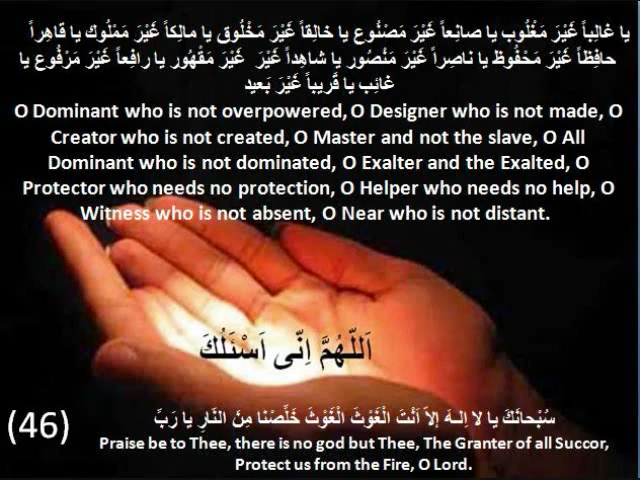 يا غالِباً غَيْرَ مَغْلُوب يا صانِعاً غَيْرَ مَصْنُوع يا خالِقاً غَيْرَ مَخْلُوق يا مالِكاً غَيْرَ مَمْلُوك يا قاهِراً
حافِظاً غَيْرَ مَحْفُوظ يا ناصِراً غَيْرَ مَنْصُور يا شاهِداً غَيْرَ غَيْرَ مَقْهُور يا رافِعاً غَيْرَ مَرْفُوع يا
غائِب يا قَريباً غَيْرَ بَعيد
O Dominant who is not overpowered, O Designer who is not made, O
Creator who is not created, O Master and not the slave, O All
Dominant who is not dominated, O Exalter and the Exalted, O
Protector who needs no protection, O Helper who needs no help, O
Witness who is not absent, O Near who is not distant.
اَللّهُمَّ اِنّى اَسْئَلُكَ
سُبْحانَكَ يا لا اِلـهَ إلاّ اَنْتَ الْغَوْثَ الْغَوْثَ خَلِّصْنا مِنَ النّارِ يا رَبِّ
(46)
Praise be to Thee, there is no god but Thee, The Granter of all Succor,
Protect us from the Fire, O Lord.